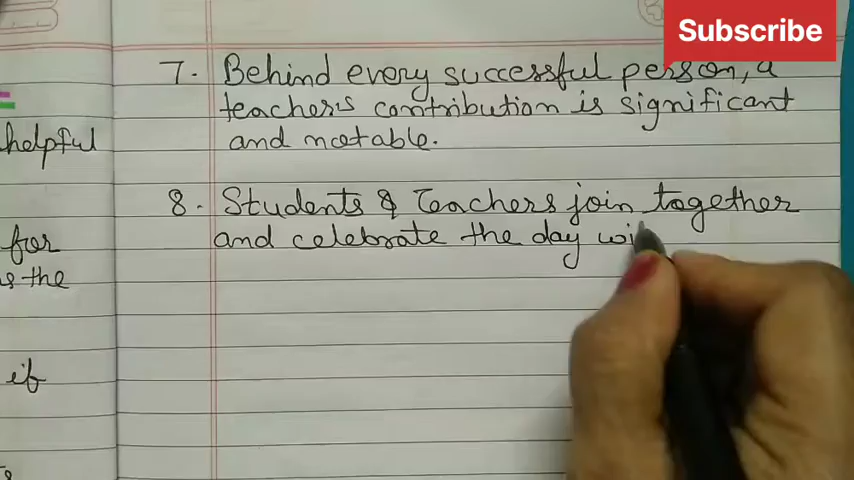 Subscribe
7. Behind every successful person, a
teacher's contribution is significant
and notable.
8. Students & Teachers join together
and celebrate the day wi
helpful
for
s the
if